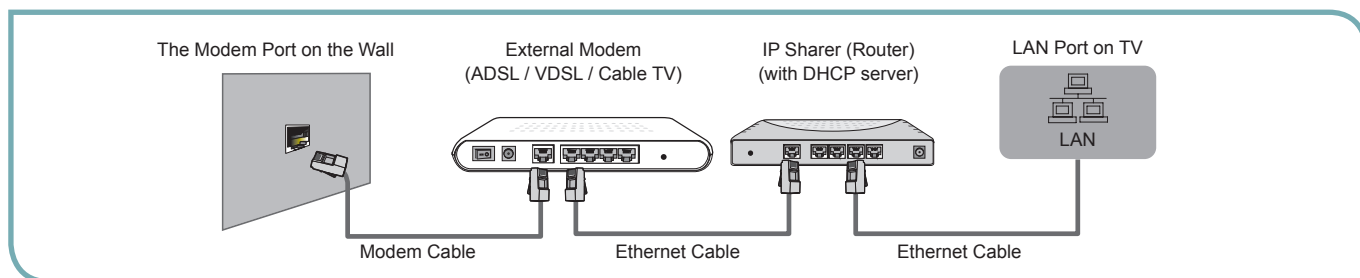 The Modem Port on the Wall
External Modem
(ADSL / VDSL / Cable TV)
IP Sharer (Router)
(with DHCP server)
LAN Port on TV
LAN
Modem Cable
Ethernet Cable
Ethernet Cable